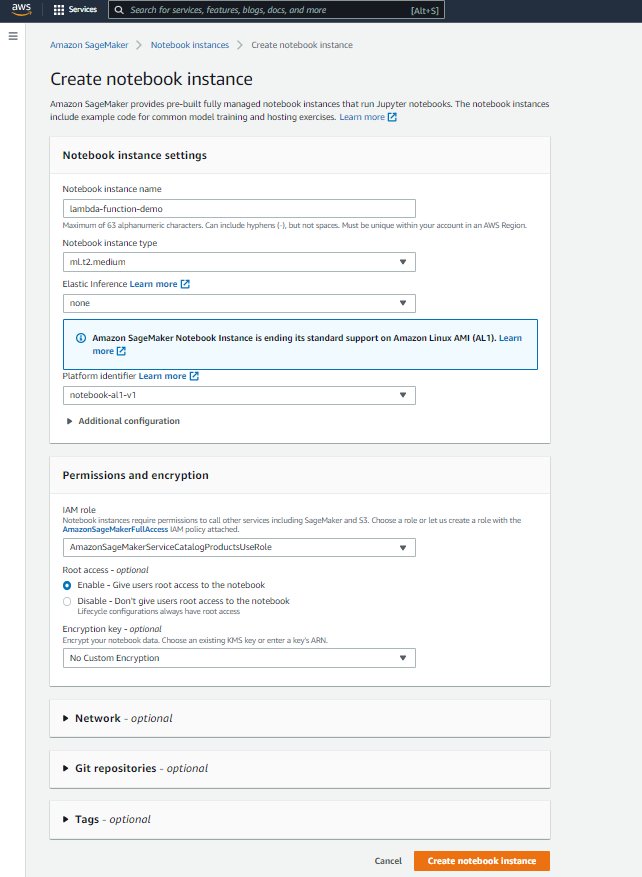 aws Services Search for services, features, blogs, docs, and more [Alt+S]
Amazon SageMaker > Notebook instances > Create notebook instance
Create notebook instance
Amazon SageMaker provides pre-built fully managed notebook instances that run Jupyter notebooks. The notebook instances
include example code for common model training and hosting exercises. Learn more
Notebook instance settings
Notebook instance name
lambda-function-demo
Maximum of 63 alphanumeric characters. Can include hyphens (-), but not spaces. Must be unique within your account in an AWS Region.
Notebook instance type
ml.t2.medium
Elastic Inference Learn more
none
Amazon SageMaker Notebook Instance is ending its standard support on Amazon Linux AMI (AL1). Learn
more
Platform identifier Learn more
notebook-al1-v1
Additional configuration
Permissions and encryption
IAM role
Notebook instances require permissions to call other services including SageMaker and S3. Choose a role or let us create a role with the
AmazonSageMakerFullAccess IAM policy attached.
AmazonSageMakerServiceCatalogProductsUseRole
Root access - optional
Enable - Give users root access to the notebook
Disable - Don't give users root access to the notebook
Lifecycle configurations always have root access
Encryption key - optional
Encrypt your notebook data. Choose an existing KMS key or enter a key's ARN.
No Custom Encryption
Network - optional
Git repositories - optional
Tags - optional
Cancel Create notebook instance